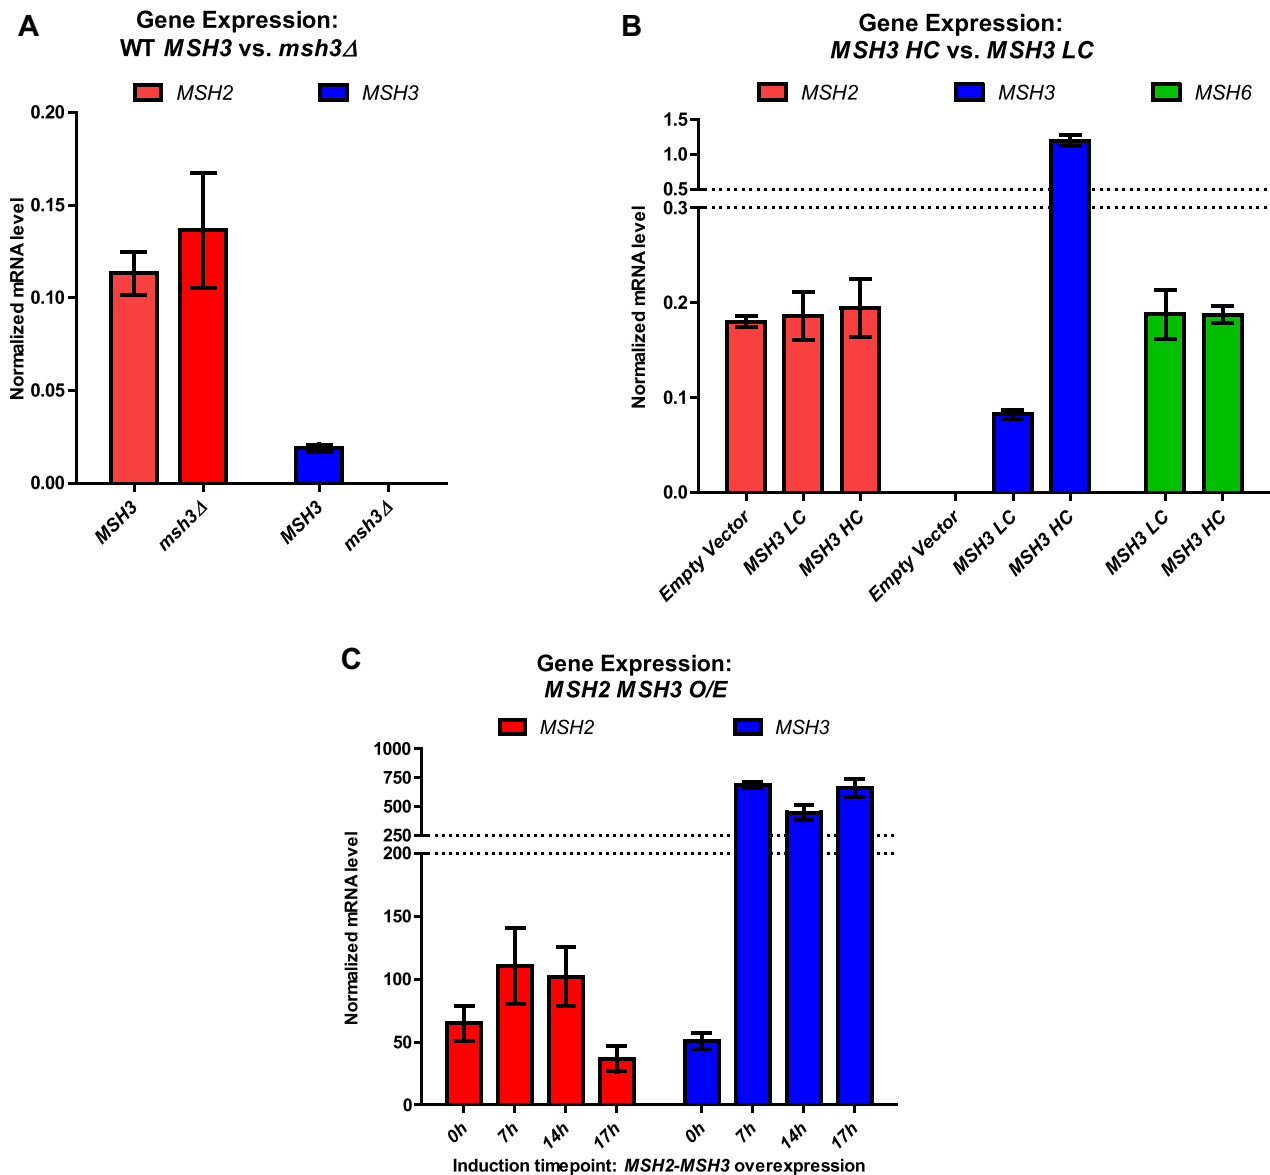 A
Gene Expression:
WT MSH3 vs. msh3Δ
MSH2 MSH3
Normalized mRNA level
0.20
0.15
0.10
0.05
0.00
MSH3 msh3Δ MSH3 msh3Δ
B
Gene Expression:
MSH3 HC vs. MSH3 LC
MSH2 MSH3 MSH6
Normalized mRNA level
1.5
1.0
0.5
0.3
0.2
0.1
0.0
Empty Vector MSH3 LC MSH3 HC Empty Vector MSH3 LC MSH3 HC MSH3 LC MSH3 HC
C
Gene Expression:
MSH2 MSH3 O/E
MSH2 MSH3
Normalized mRNA level
1000
750
500
250
200
150
100
50
0
0h 7h 14h 17h 0h 7h 14h 17h
Induction timepoint: MSH2-MSH3 overexpression